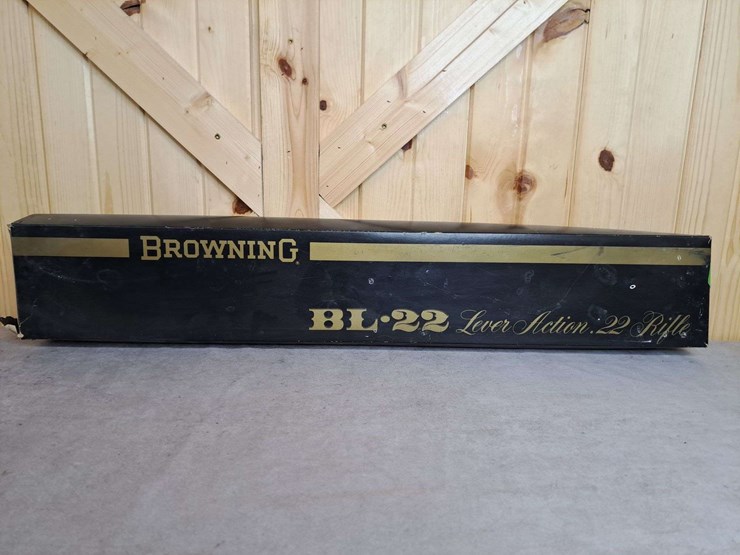 BROWNING
BL·22 Lever Action .22 Rifle